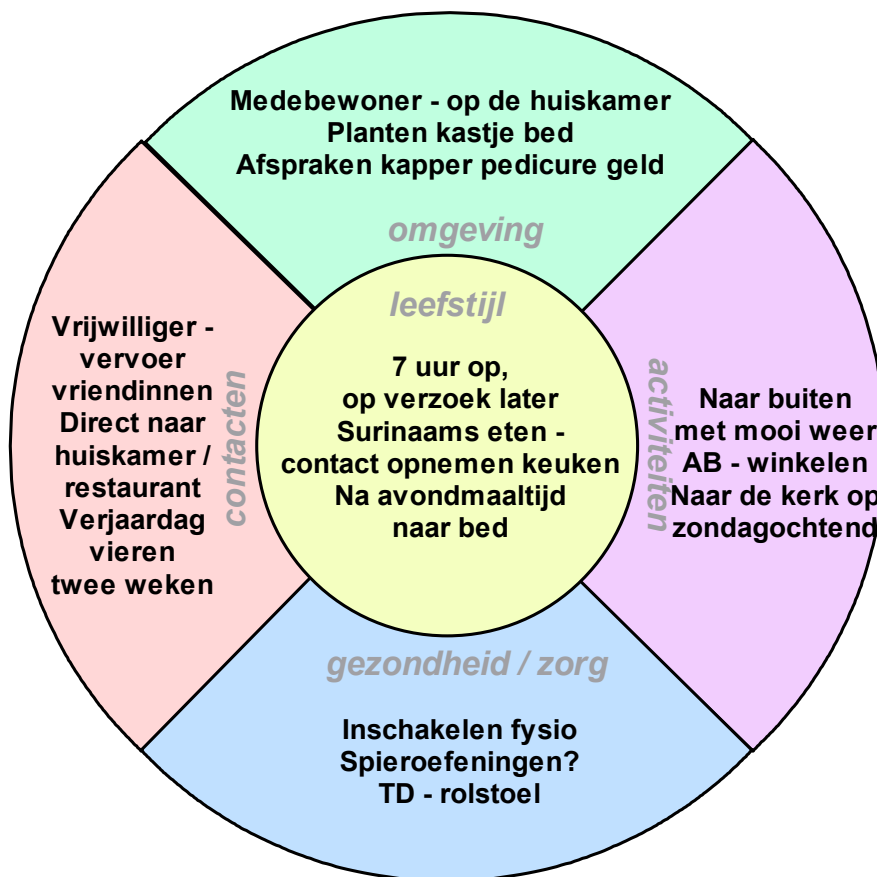 Medebewoner - op de huiskamer
Planten kastje bed
Afspraken kapper pedicure geld
omgeving
leefstijl
7 uur op,
op verzoek later
Surinaams eten -
contact opnemen keuken
Na avondmaaltijd
naar bed
Vrijwilliger -
vervoer
vriendinnen
Direct naar
huiskamer /
restaurant
Verjaardag
vieren
twee weken
contacten
activiteiten
Naar buiten
met mooi weer
AB - winkelen
Naar de kerk op
zondagochtend
gezondheid / zorg
Inschakelen fysio
Spieroefeningen?
TD - rolstoel